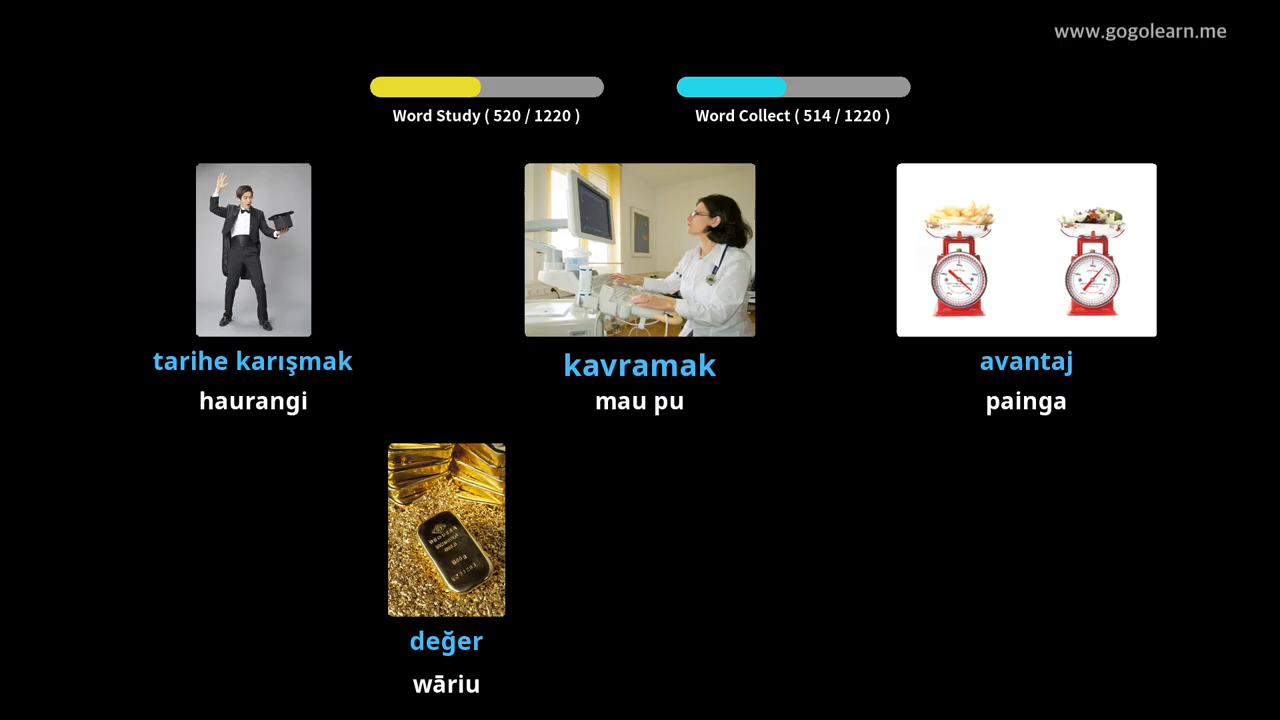 www.gogolearn.me
Word Study ( 520 / 1220 )
Word Collect ( 514 / 1220 )
tarihe karışmak
haurangi
kavramak
mau pu
avantaj
painga
değer
wāriu